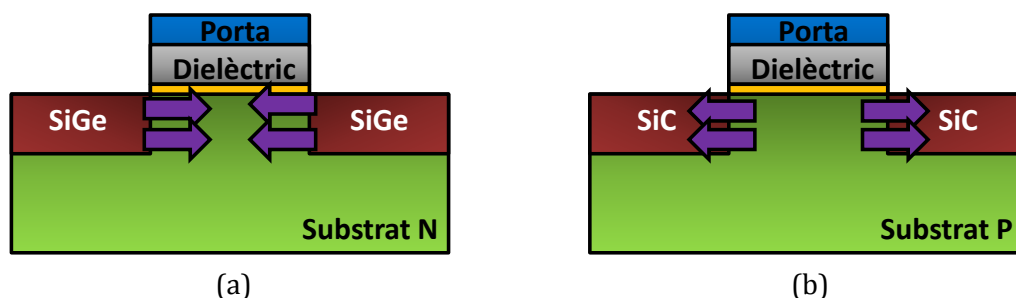 Porta
Dielèctric
SiGe
SiGe
Substrat N
(a)
Porta
Dielèctric
SiC
SiC
Substrat P
(b)